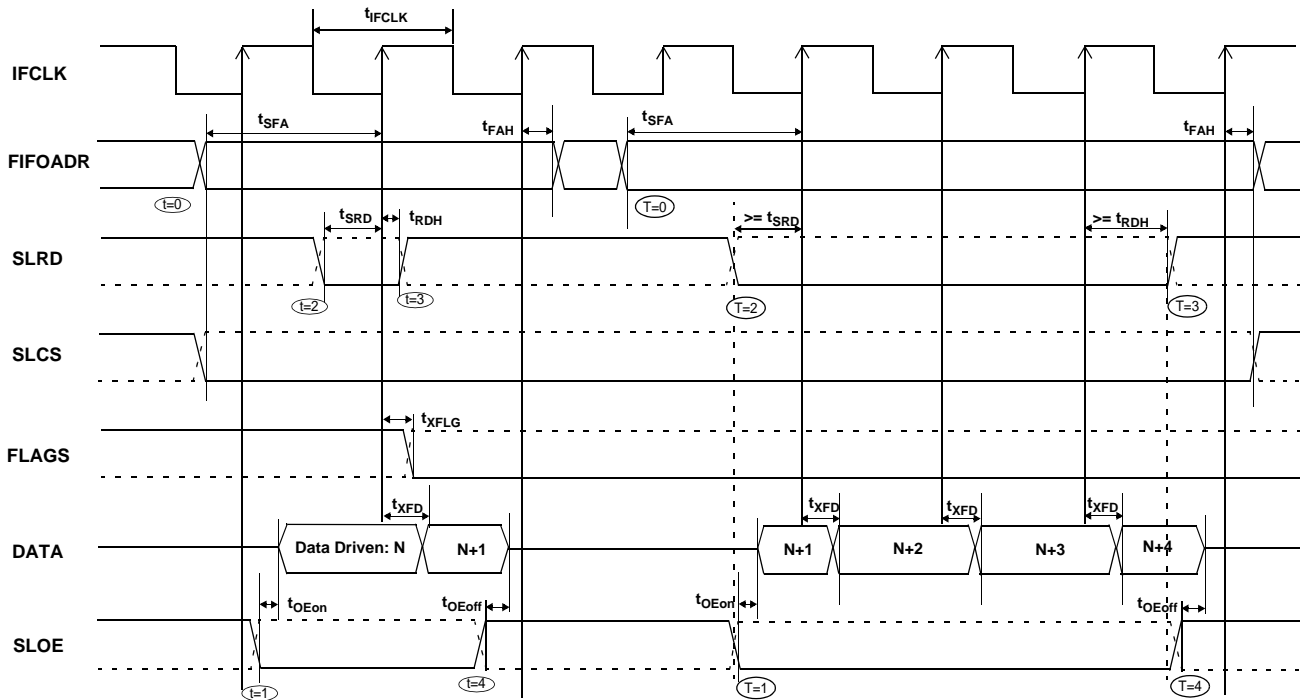 tIFCLK
IFCLK
tSFA
tFAH
tSFA
tFAH
FIFOADR
t=0
T=0
tSRD
tRDH
>= tSRD
>= tRDH
SLRD
t=2
t=3
T=2
T=3
SLCS
tXFLG
FLAGS
tXFD
tXFD
tXFD
tXFD
DATA
Data Driven: N
N+1
N+1
N+2
N+3
N+4
tOEon
tOEoff
tOEon
tOEoff
SLOE
t=1
t=4
T=1
T=4